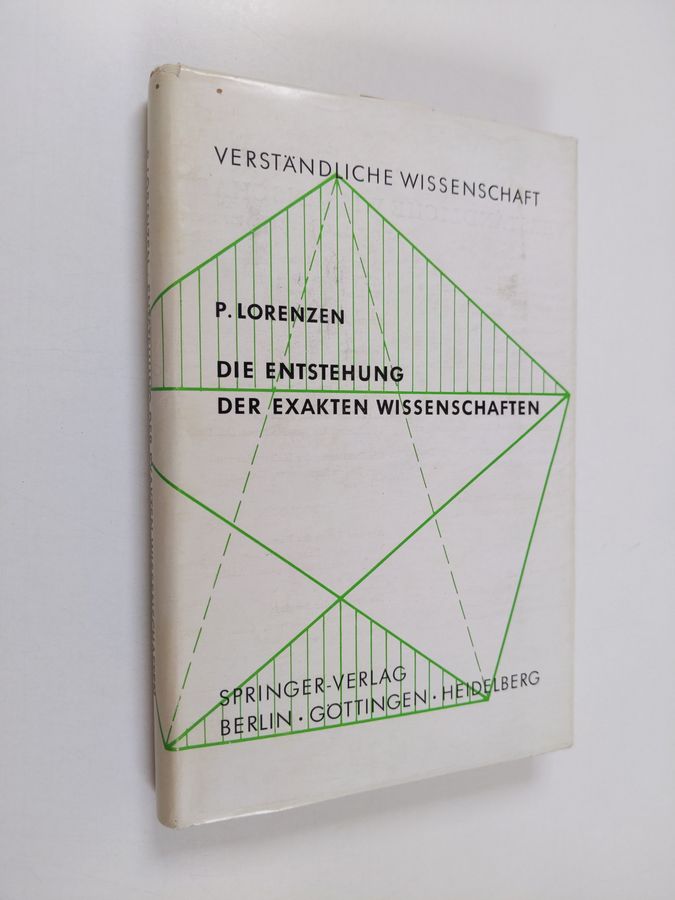 VERSTÄNDLICHE WISSENSCHAFT
P. LORENZEN
DIE ENTSTEHUNG
DER EXAKTEN WISSENSCHAFTEN
SPRINGER-VERLAG
BERLIN · GÖTTINGEN · HEIDELBERG